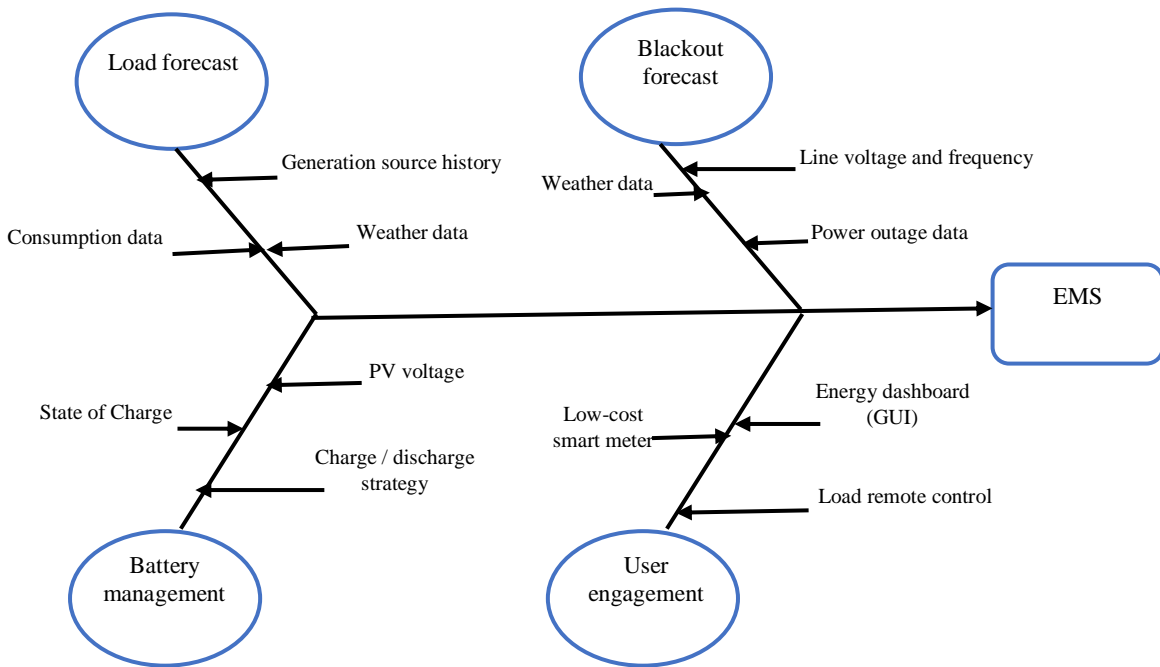 Load forecast
Blackout
forecast
Generation source history
Line voltage and frequency
Weather data
Consumption data
Weather data
Power outage data
EMS
PV voltage
State of Charge
Energy dashboard
(GUI)
Low-cost
smart meter
Charge / discharge
strategy
Load remote control
Battery
management
User
engagement